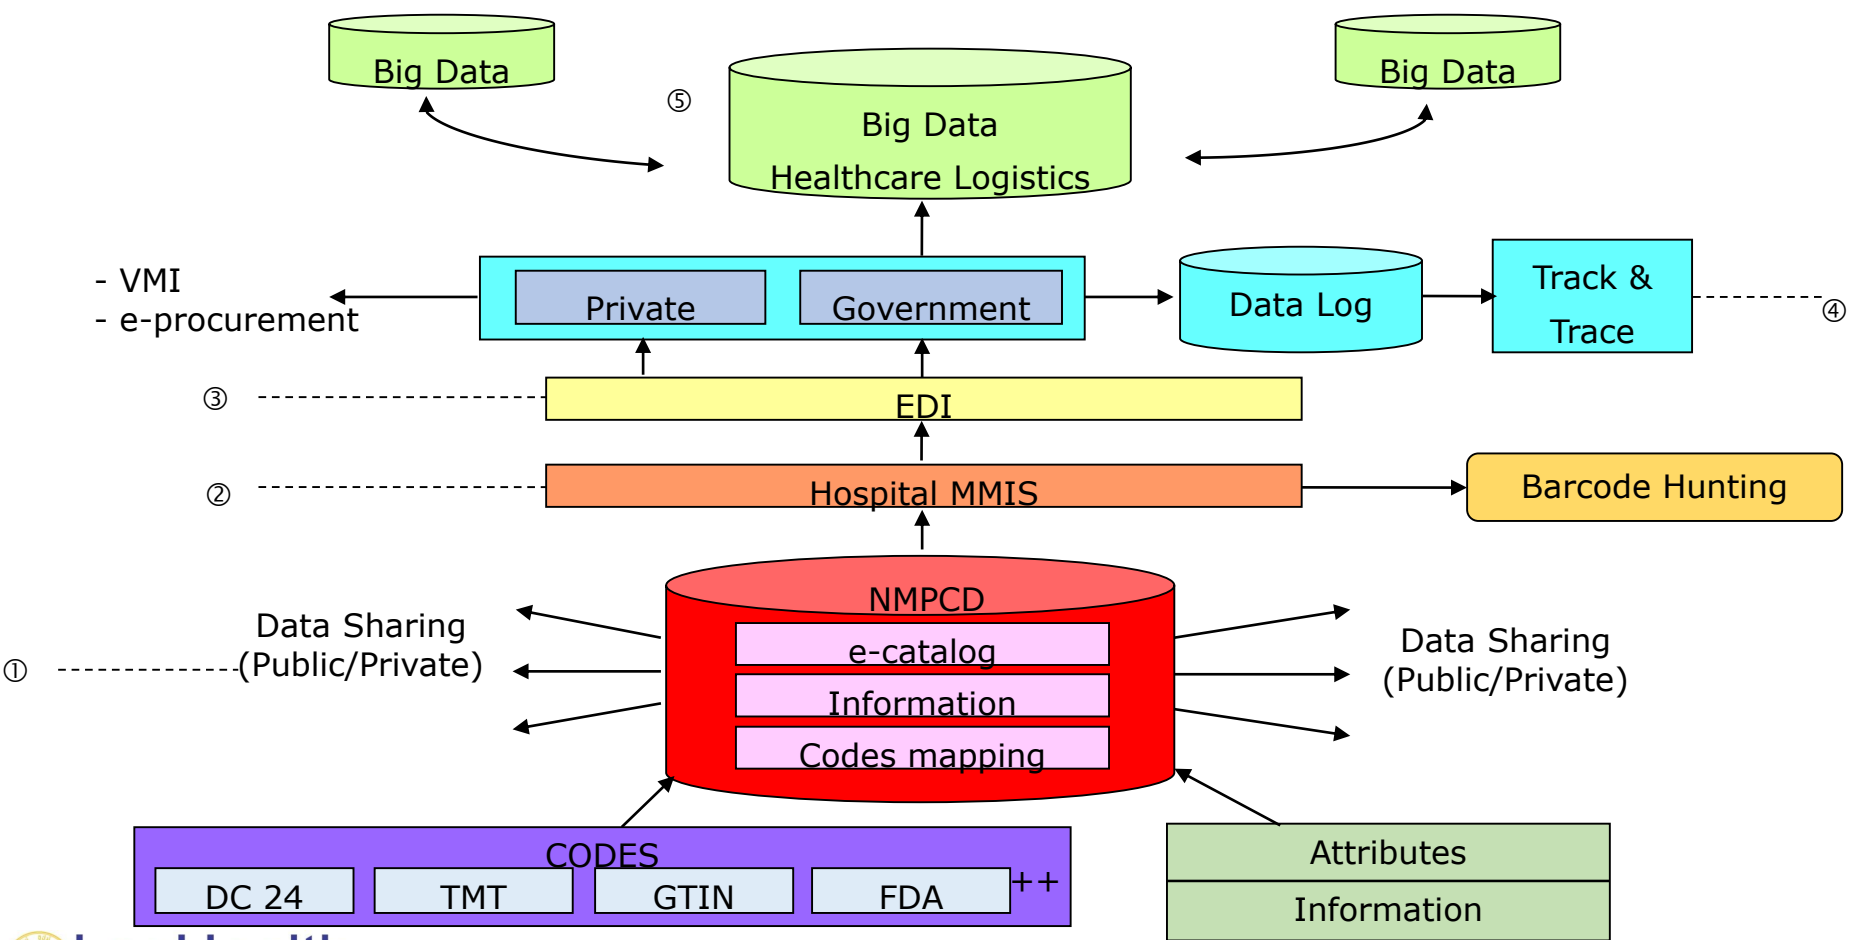 Big Data
Big Data
⑤
Big Data
Healthcare Logistics
- VMI
- e-procurement
Private
Government
Data Log
Track &
Trace
④
③
EDI
②
Hospital MMIS
Barcode Hunting
NMPCD
e-catalog
Information
Codes mapping
Data Sharing
(Public/Private)
①
Data Sharing
(Public/Private)
CODES
DC 24
TMT
GTIN
FDA
++
Attributes
Information